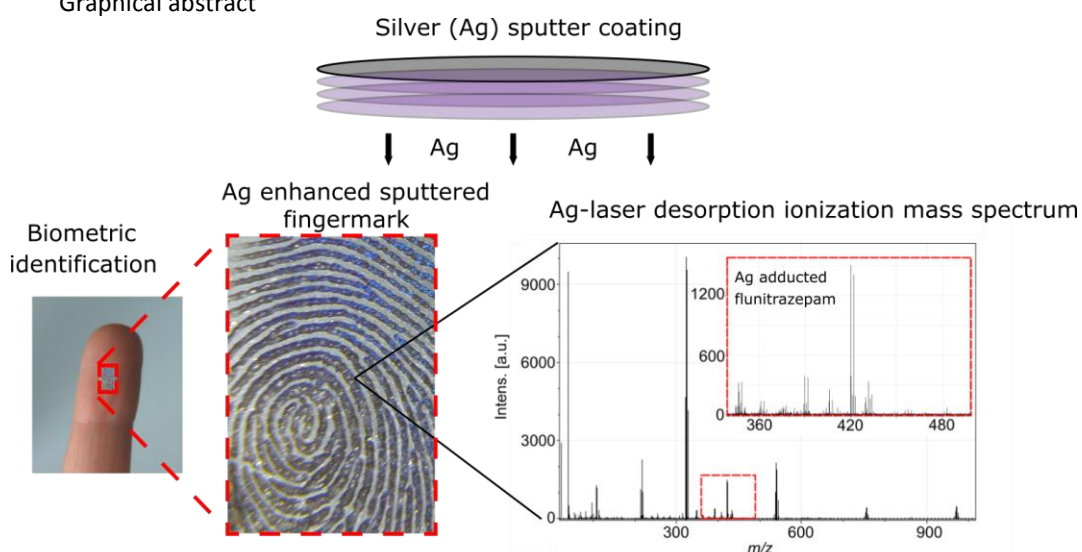 Graphical abstract
Silver (Ag) sputter coating
Ag
Ag
Ag enhanced sputtered
fingermark
Ag-laser desorption ionization mass spectrum
Biometric
identification
Ag adducted
flunitrazepam
1200
600
0
360
420
480
9000
6000
3000
0
Intens. [a.u.]
300
600
900
m/z